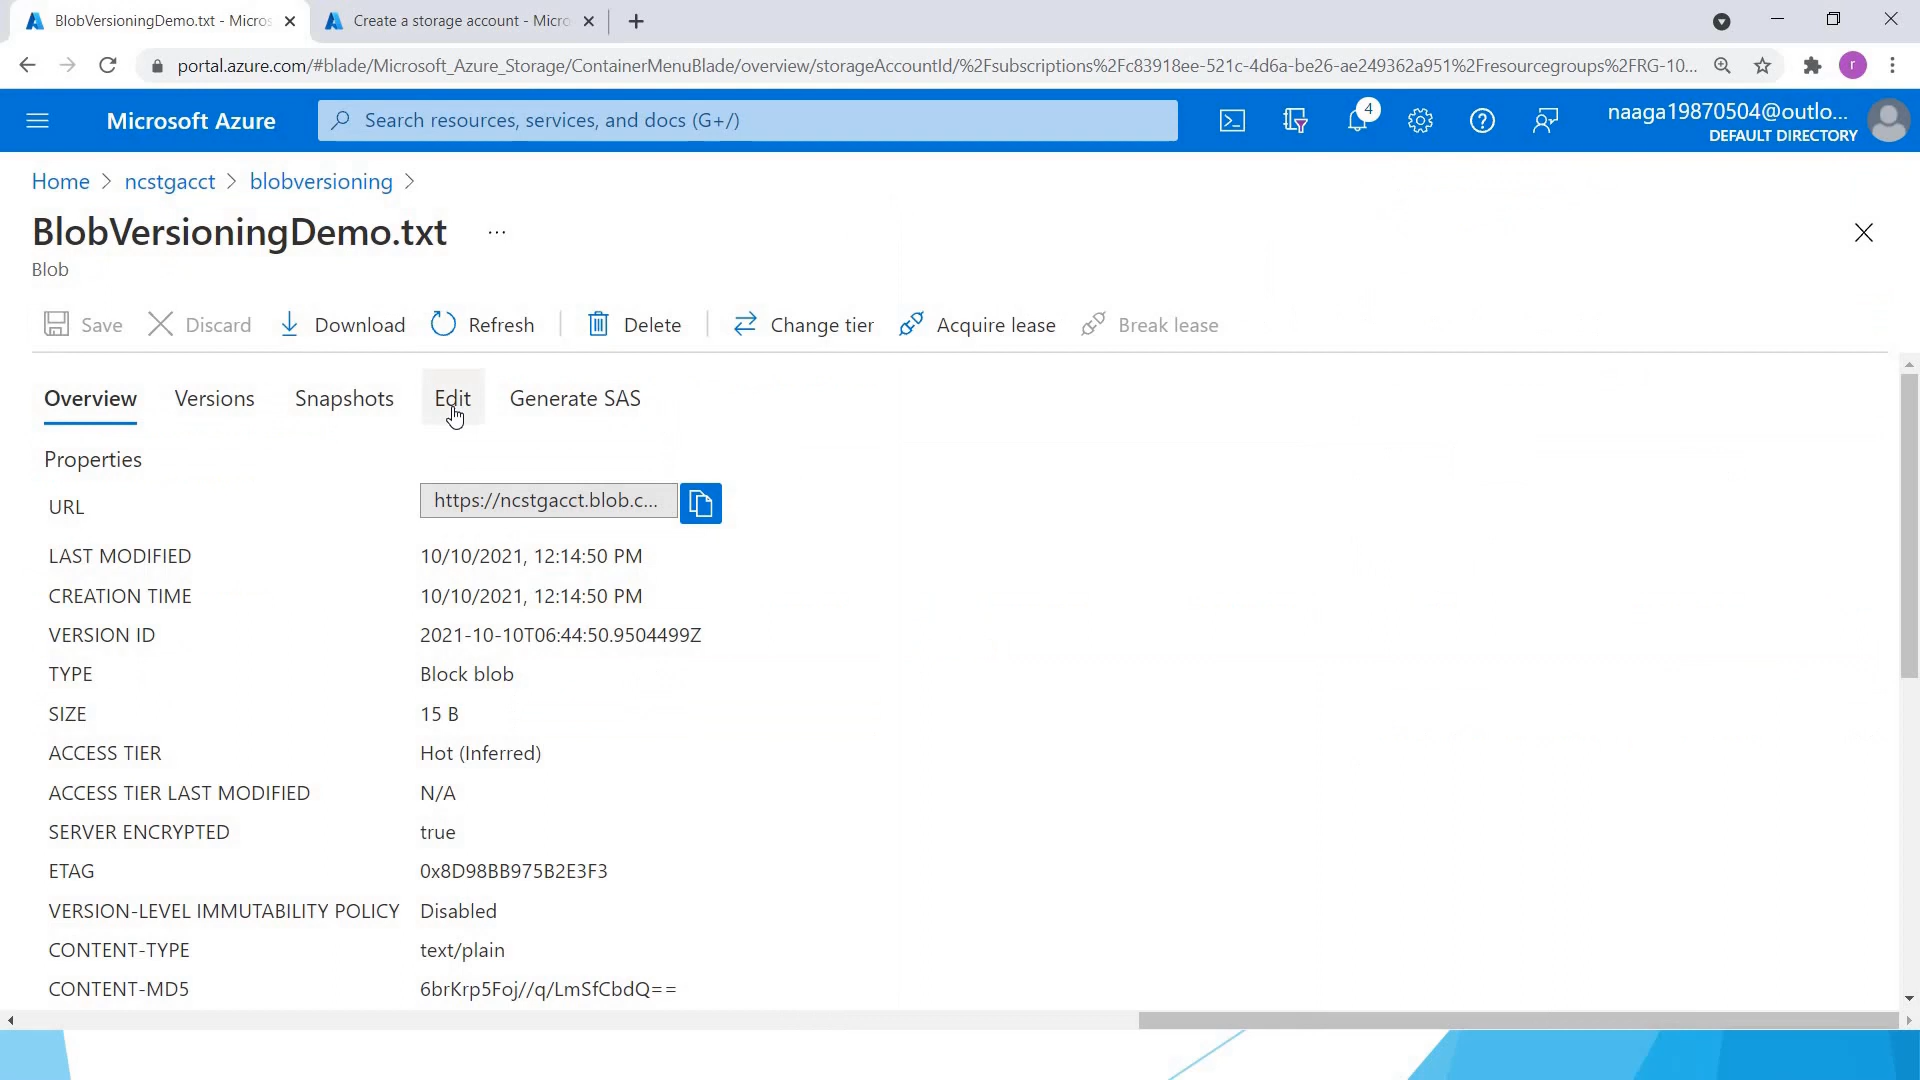 BlobVersioningDemo.txt - Micros
Create a storage account - Micro
portal.azure.com/#blade/Microsoft_Azure_Storage/ContainerMenuBlade/overview/storageAccountId/%2Fsubscriptions%2Fc83918ee-521c-4d6a-be26-ae249362a951%2Fresourcegroups%2FRG-10...
r
Microsoft Azure
Search resources, services, and docs (G+/)
4
naaga19870504@outlo...
DEFAULT DIRECTORY
Home > ncstgacct > blobversioning >
BlobVersioningDemo.txt ...
Blob
Save Discard Download Refresh Delete Change tier Acquire lease Break lease
Overview Versions Snapshots Edit Generate SAS
Properties
URL https://ncstgacct.blob.c...
LAST MODIFIED 10/10/2021, 12:14:50 PM
CREATION TIME 10/10/2021, 12:14:50 PM
VERSION ID 2021-10-10T06:44:50.9504499Z
TYPE Block blob
SIZE 15 B
ACCESS TIER Hot (Inferred)
ACCESS TIER LAST MODIFIED N/A
SERVER ENCRYPTED true
ETAG 0x8D98BB975B2E3F3
VERSION-LEVEL IMMUTABILITY POLICY Disabled
CONTENT-TYPE text/plain
CONTENT-MD5 6brKrp5Foj//q/LmSfCbdQ==